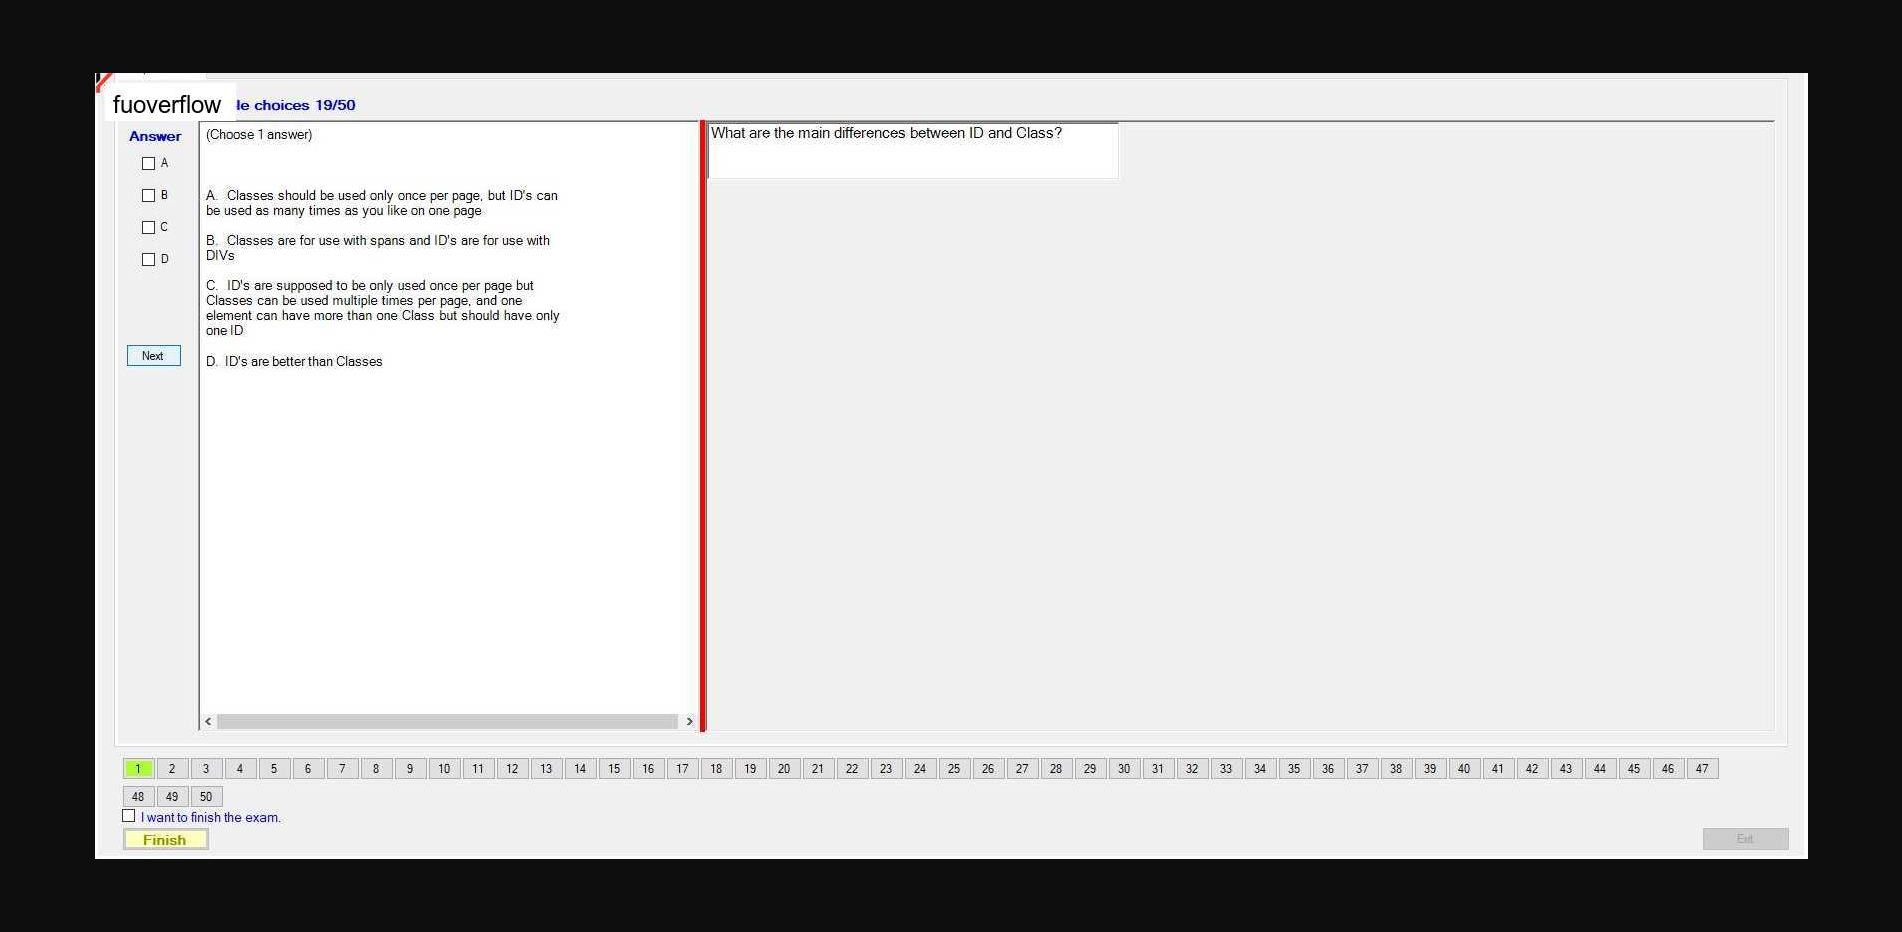 fuoverflow
le choices 19/50
Answer
A
B
C
D
Next
(Choose 1 answer)
A. Classes should be used only once per page, but ID's can
be used as many times as you like on one page
B. Classes are for use with spans and ID's are for use with
DIVs
C. ID's are supposed to be only used once per page but
Classes can be used multiple times per page, and one
element can have more than one Class but should have only
one ID
D. ID's are better than Classes
What are the main differences between ID and Class?
1 2 3 4 5 6 7 8 9 10 11 12 13 14 15 16 17 18 19 20 21 22 23 24 25 26 27 28 29 30 31 32 33 34 35 36 37 38 39 40 41 42 43 44 45 46 47
48 49 50
I want to finish the exam.
Finish
Exit